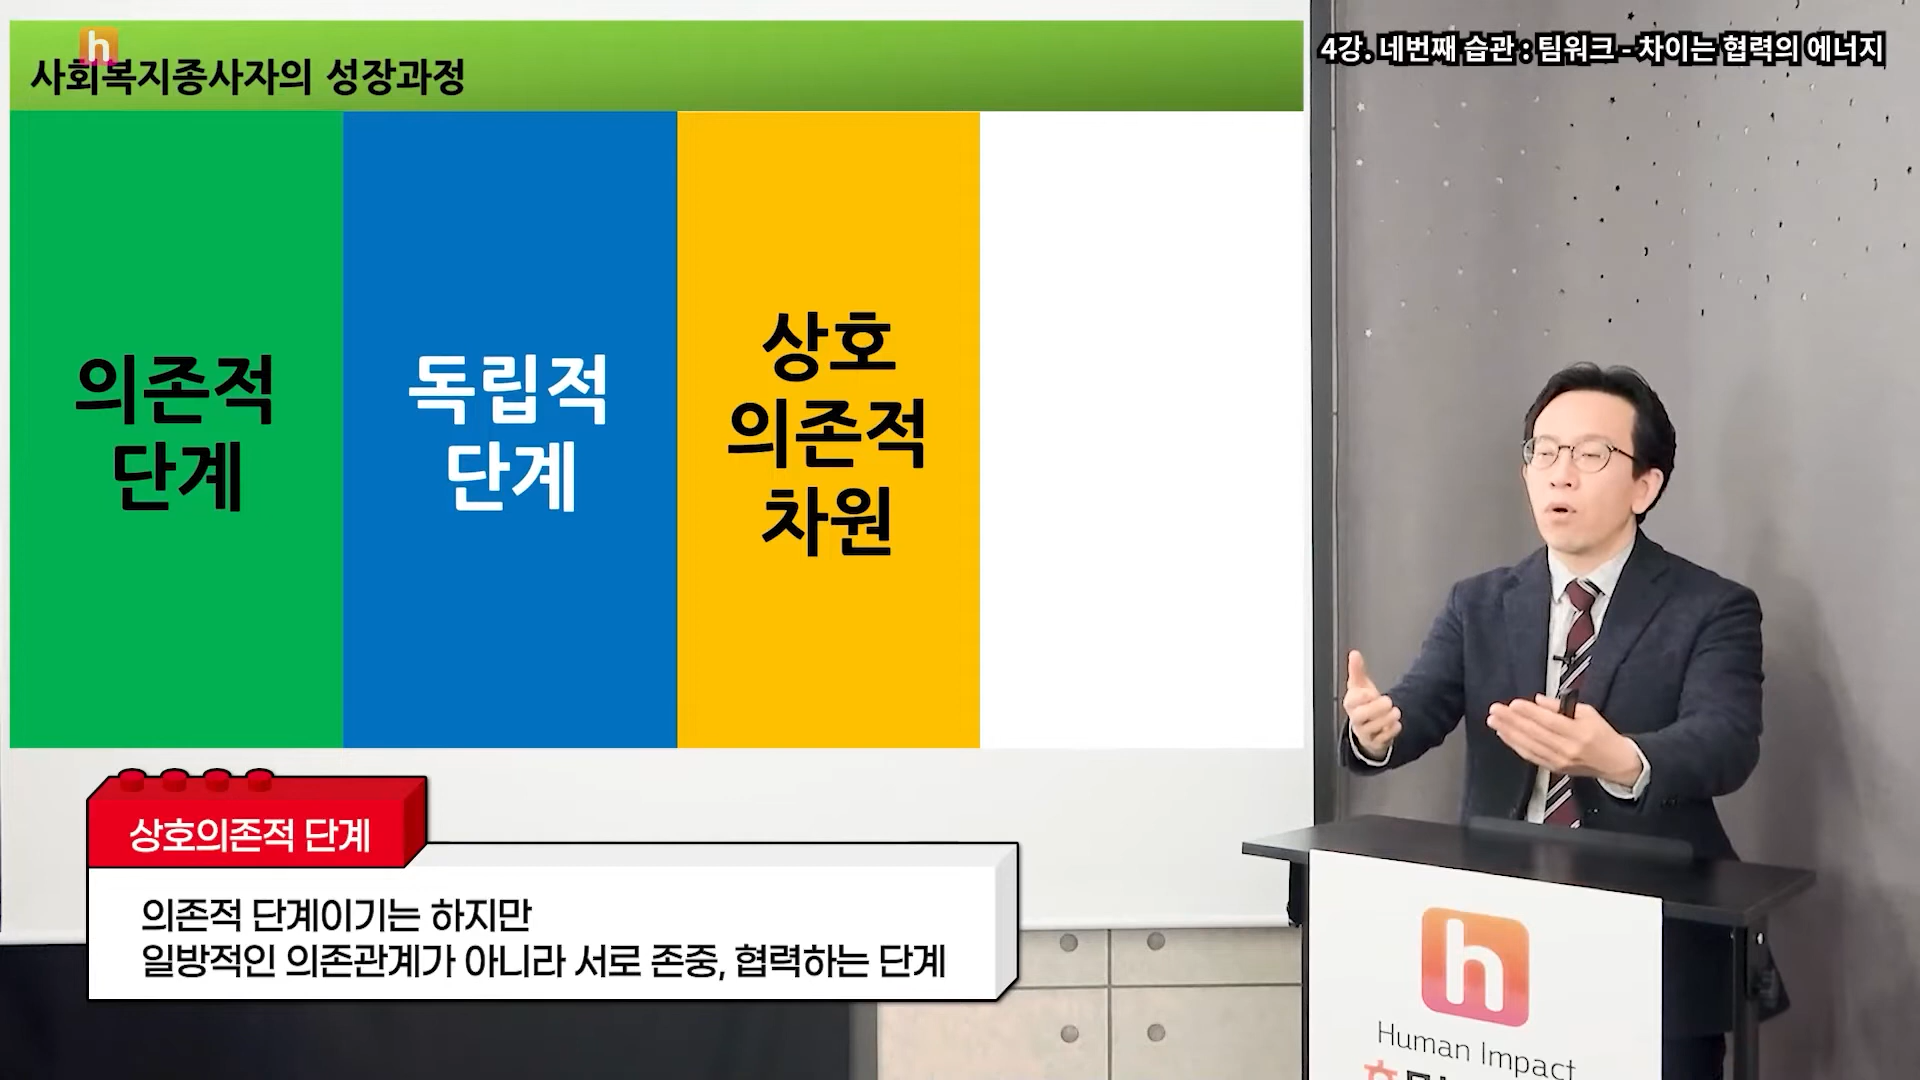 h
4강. 네번째 습관 : 팀워크 - 차이는 협력의 에너지
사회복지종사자의 성장과정
의존적
단계
독립적
단계
상호
의존적
차원
상호의존적 단계
의존적 단계이기는 하지만
일방적인 의존관계가 아니라 서로 존중, 협력하는 단계
h
Human Impact